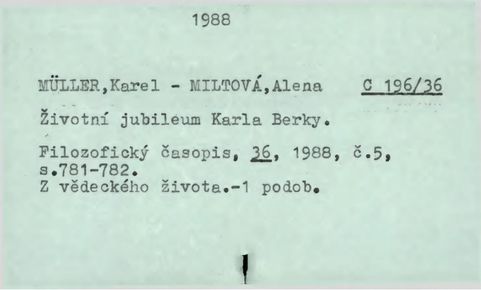 1988
MÜLLER,Karel - MILTOVÁ,Alena C 196/36
Životní jubileum Karla Berky.
Filozofický časopis, 36, 1988, č.5,
s.781-782.
Z vědeckého života.-1 podob.